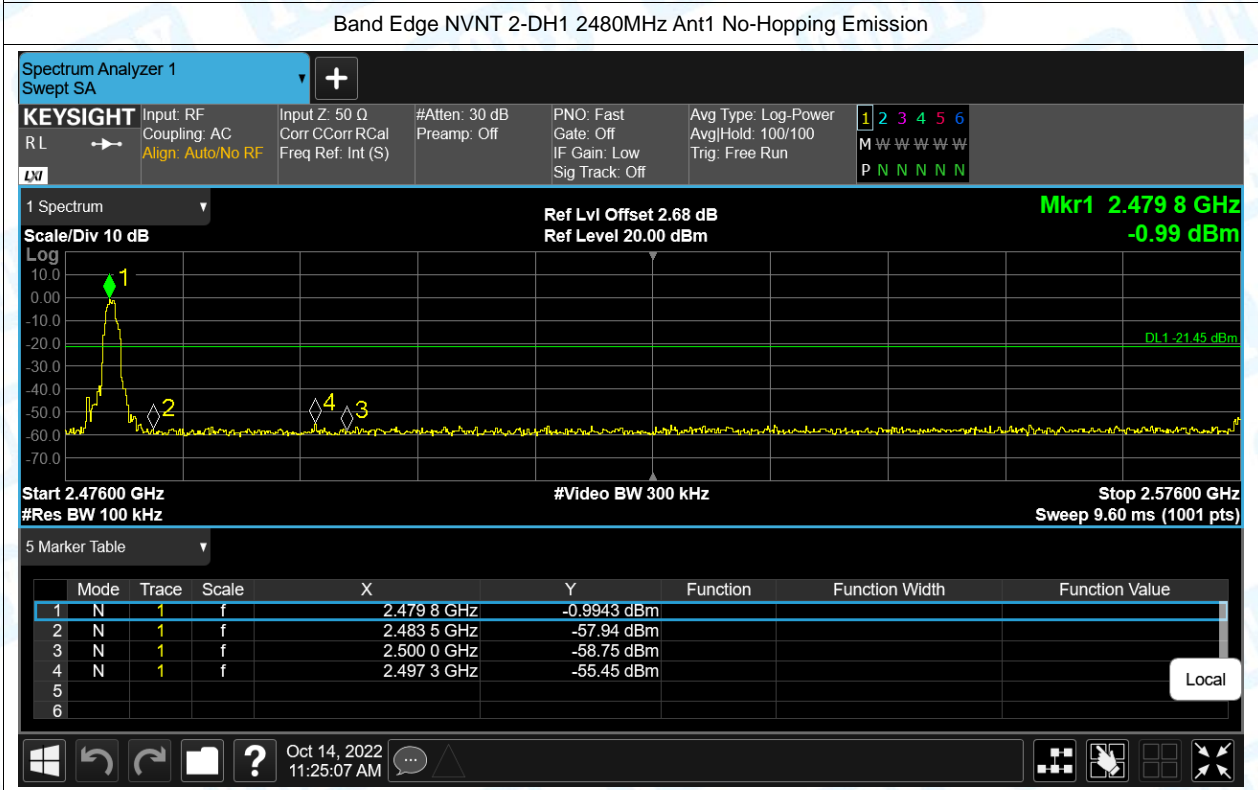 Band Edge NVNT 2-DH1 2480MHz Ant1 No-Hopping Emission
Spectrum Analyzer 1
Swept SA
KEYSIGHT Input: RF Input Z: 50 Ω #Atten: 30 dB PNO: Fast Avg Type: Log-Power 1 2 3 4 5 6
RL Coupling: AC Corr CCorr RCal Preamp: Off Gate: Off Avg|Hold: 100/100 M W W W W W
Align: Auto/No RF Freq Ref: Int (S) IF Gain: Low Trig: Free Run
LXI Sig Track: Off P N N N N N
1 Spectrum Ref Lvl Offset 2.68 dB Mkr1 2.479 8 GHz
Scale/Div 10 dB Ref Level 20.00 dBm -0.99 dBm
Log
10.0 1
0.00
-10.0
-20.0 DL1 -21.45 dBm
-30.0
-40.0
-50.0 2 4 3
-60.0
-70.0
Start 2.47600 GHz #Video BW 300 kHz Stop 2.57600 GHz
#Res BW 100 kHz Sweep 9.60 ms (1001 pts)
5 Marker Table
Mode Trace Scale X Y Function Function Width Function Value
1 N 1 f 2.479 8 GHz -0.9943 dBm
2 N 1 f 2.483 5 GHz -57.94 dBm
3 N 1 f 2.500 0 GHz -58.75 dBm
4 N 1 f 2.497 3 GHz -55.45 dBm
5
6
Local
? Oct 14, 2022
11:25:07 AM